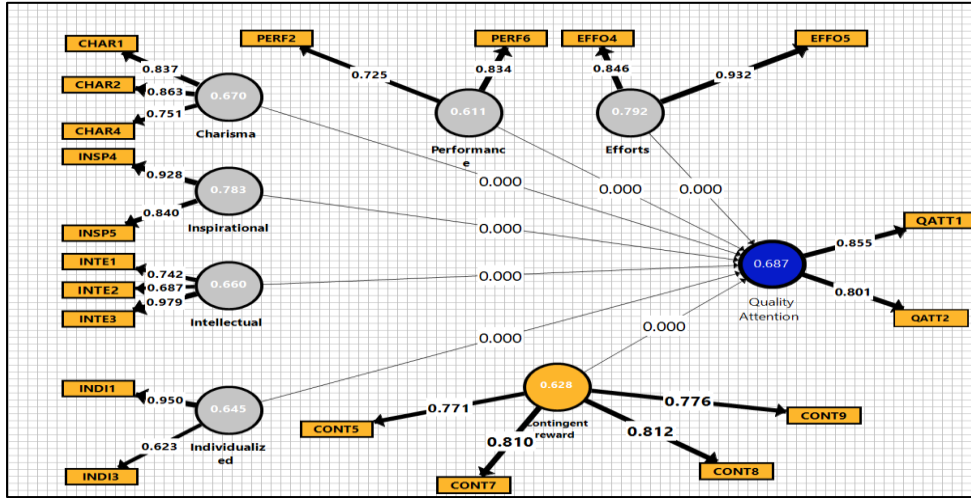 CHAR1
PERF2
PERF6
EFFO4
EFFO5
0.837
0.725
0.834
0.846
0.932
CHAR2
0.863
0.670
0.751
CHAR4
Charisma
0.611
Performanc
e
0.792
Efforts
INSP4
0.928
0.783
0.840
INSP5
Inspirational
0.000
0.000
0.000
0.000
INTE1
0.742
INTE2
0.687
0.660
0.979
INTE3
Intellectual
0.000
0.687
Quality
Attention
QATT1
0.855
0.801
QATT2
0.000
0.000
INDI1
0.950
0.645
0.623
Individualiz
ed
INDI3
0.628
Contingent
reward
0.771
CONT5
0.810
CONT7
0.812
CONT8
0.776
CONT9